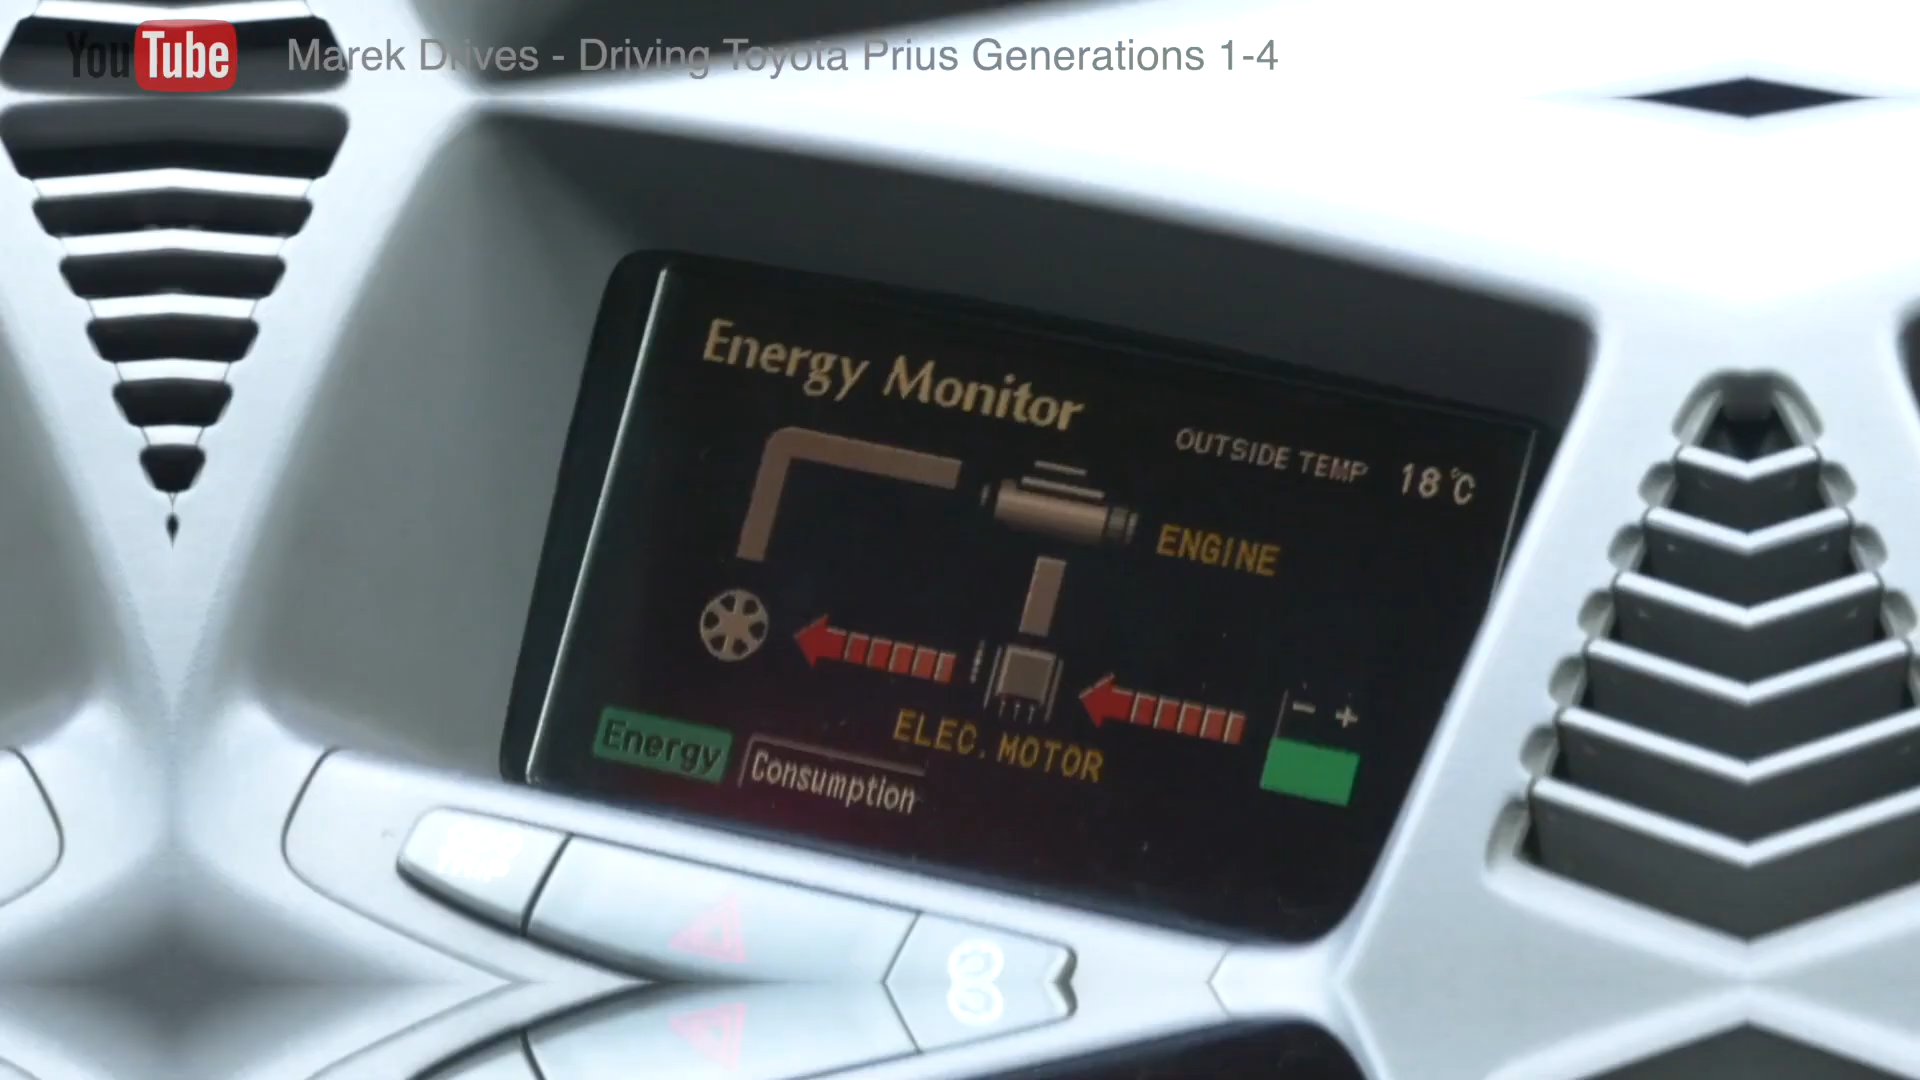 YouTube Marek Drives - Driving Toyota Prius Generations 1-4
Energy Monitor
OUTSIDE TEMP 18°C
ENGINE
- +
ELEC. MOTOR
Energy Consumption